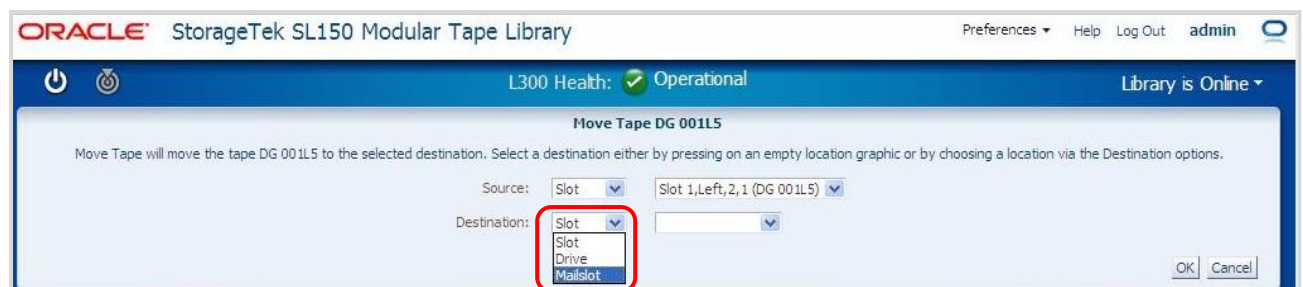 ORACLE StorageTek SL150 Modular Tape Library Preferences Help Log Out admin
L300 Health: Operational Library is Online
Move Tape DG 001L5
Move Tape will move the tape DG 001L5 to the selected destination. Select a destination either by pressing on an empty location graphic or by choosing a location via the Destination options.
Source: Slot Slot 1,Left,2,1 (DG 001L5)
Destination: Slot
Slot
Drive
Mailslot
OK Cancel